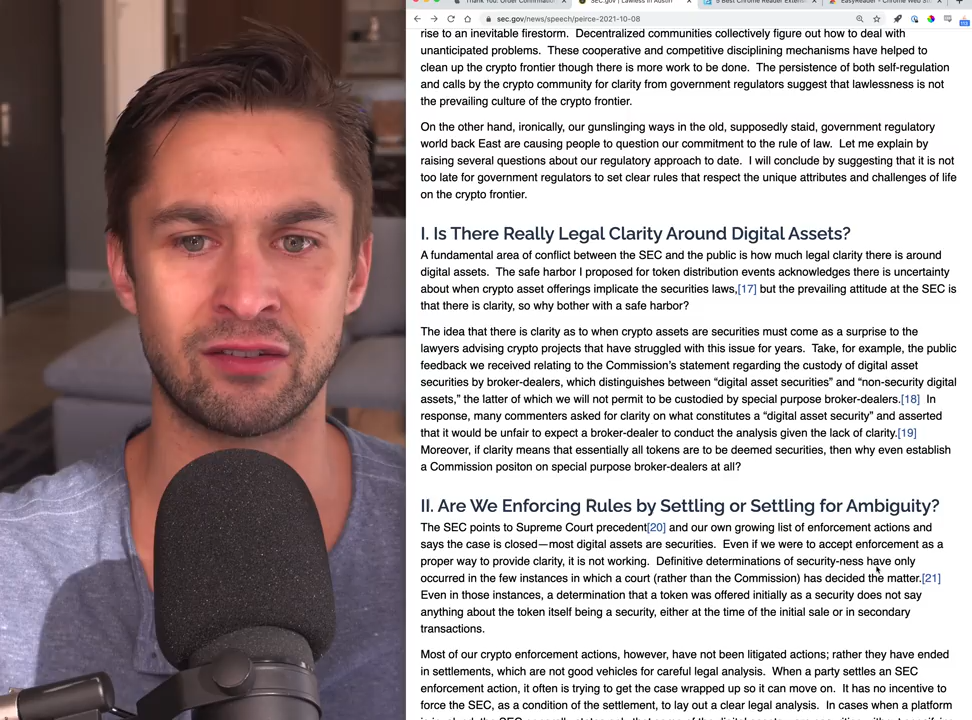 Thank You: Order Confirmatio
SEC.gov | Lawless in Austin
5 Best Chrome Reader Exten
EasyReader - Chrome Web St
sec.gov/news/speech/peirce-2021-10-08
rise to an inevitable firestorm.  Decentralized communities collectively figure out how to deal with
unanticipated problems.  These cooperative and competitive disciplining mechanisms have helped to
clean up the crypto frontier though there is more work to be done.  The persistence of both self-regulation
and calls by the crypto community for clarity from government regulators suggest that lawlessness is not
the prevailing culture of the crypto frontier.
On the other hand, ironically, our gunslinging ways in the old, supposedly staid, government regulatory
world back East are causing people to question our commitment to the rule of law.  Let me explain by
raising several questions about our regulatory approach to date.  I will conclude by suggesting that it is not
too late for government regulators to set clear rules that respect the unique attributes and challenges of life
on the crypto frontier.
I. Is There Really Legal Clarity Around Digital Assets?
A fundamental area of conflict between the SEC and the public is how much legal clarity there is around
digital assets.  The safe harbor I proposed for token distribution events acknowledges there is uncertainty
about when crypto asset offerings implicate the securities laws,[17] but the prevailing attitude at the SEC is
that there is clarity, so why bother with a safe harbor?
The idea that there is clarity as to when crypto assets are securities must come as a surprise to the
lawyers advising crypto projects that have struggled with this issue for years.  Take, for example, the public
feedback we received relating to the Commission's statement regarding the custody of digital asset
securities by broker-dealers, which distinguishes between “digital asset securities” and “non-security digital
assets,” the latter of which we will not permit to be custodied by special purpose broker-dealers.[18]  In
response, many commenters asked for clarity on what constitutes a “digital asset security” and asserted
that it would be unfair to expect a broker-dealer to conduct the analysis given the lack of clarity.[19]
Moreover, if clarity means that essentially all tokens are to be deemed securities, then why even establish
a Commission positon on special purpose broker-dealers at all?
II. Are We Enforcing Rules by Settling or Settling for Ambiguity?
The SEC points to Supreme Court precedent[20] and our own growing list of enforcement actions and
says the case is closed—most digital assets are securities.  Even if we were to accept enforcement as a
proper way to provide clarity, it is not working.  Definitive determinations of security-ness have only
occurred in the few instances in which a court (rather than the Commission) has decided the matter.[21]
Even in those instances, a determination that a token was offered initially as a security does not say
anything about the token itself being a security, either at the time of the initial sale or in secondary
transactions.
Most of our crypto enforcement actions, however, have not been litigated actions; rather they have ended
in settlements, which are not good vehicles for careful legal analysis.  When a party settles an SEC
enforcement action, it often is trying to get the case wrapped up so it can move on.  It has no incentive to
force the SEC, as a condition of the settlement, to lay out a clear legal analysis.  In cases when a platform